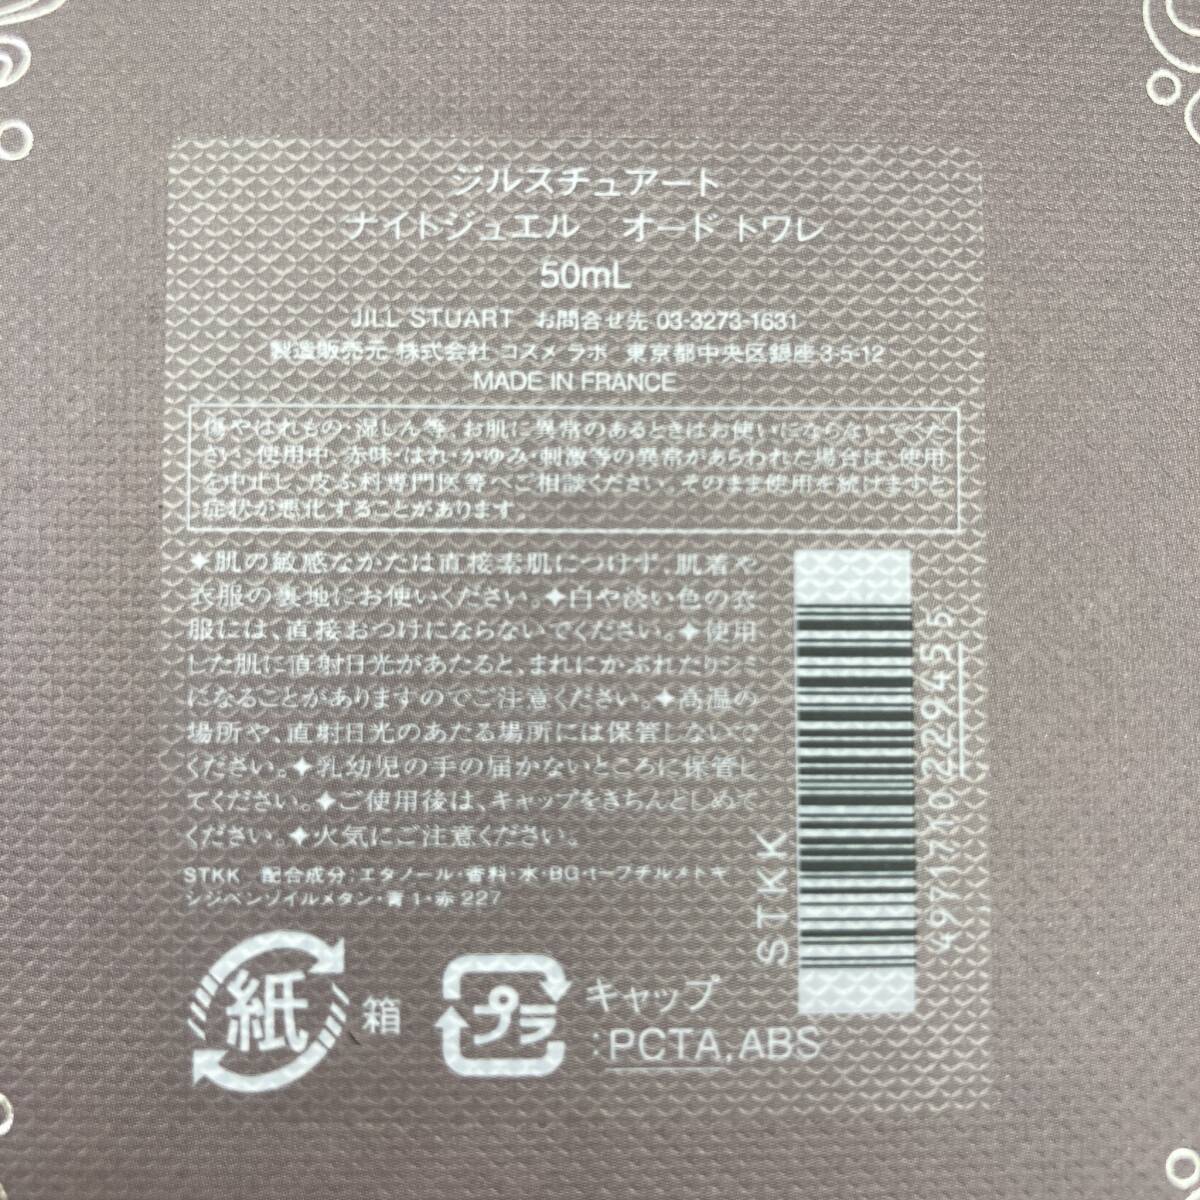 ジルスチュアート
ナイトジュエル　オード トワレ
50mL
JILL STUART　お問合せ先 03-3273-1631
製造販売元 株式会社 コスメ ラボ　東京都中央区銀座 3-5-12
MADE IN FRANCE
傷やはれもの・湿しん等、お肌に異常のあるときはお使いにならないでくだ
さい。使用中、赤味・はれ・かゆみ・刺激等の異常があらわれた場合は、使用
を中止し、皮ふ科専門医等へご相談ください。そのまま使用を続けますと
症状が悪化することがあります。
✦肌の敏感なかたは直接素肌につけず、肌着や
衣服の裏地にお使いください。✦白や淡い色の衣
服には、直接おつけにならないでください。✦使用
した肌に直射日光があたると、まれにかぶれたりシミ
になることがありますのでご注意ください。✦高温の
場所や、直射日光のあたる場所には保管しないで
ください。✦乳幼児の手の届かないところに保管し
てください。✦ご使用後は、キャップをきちんとしめて
ください。✦火気にご注意ください。
STKK　配合成分：エタノール・香料・水・BG・t-ブチルメトキ
シジベンゾイルメタン・青1・赤227
STKK
4971710229455
紙
箱
プラ
キャップ
:PCTA,ABS